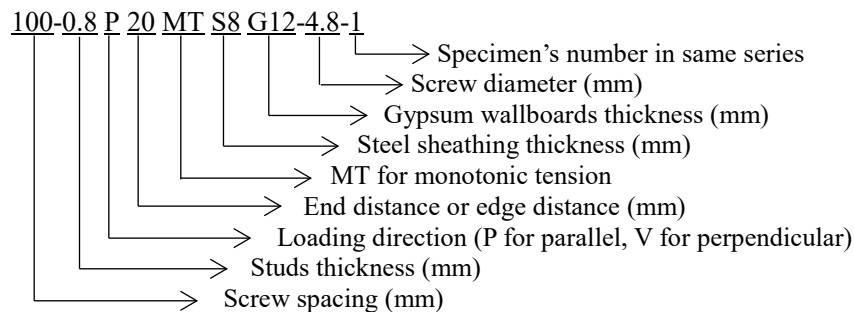 100-0.8 P 20 MT S8 G12-4.8-1
Specimen's number in same series
Screw diameter (mm)
Gypsum wallboards thickness (mm)
Steel sheathing thickness (mm)
MT for monotonic tension
End distance or edge distance (mm)
Loading direction (P for parallel, V for perpendicular)
Studs thickness (mm)
Screw spacing (mm)